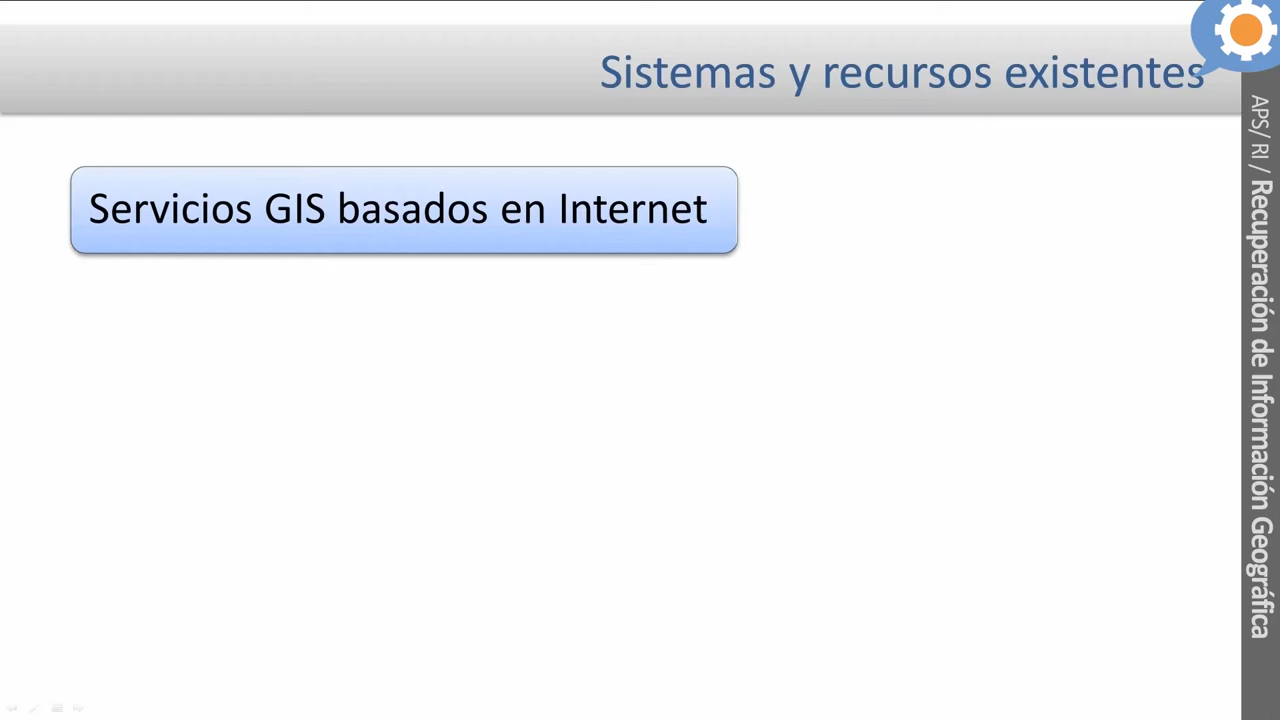 Sistemas y recursos existentes
Servicios GIS basados en Internet
APS/ RI / Recuperación de Información Geográfica